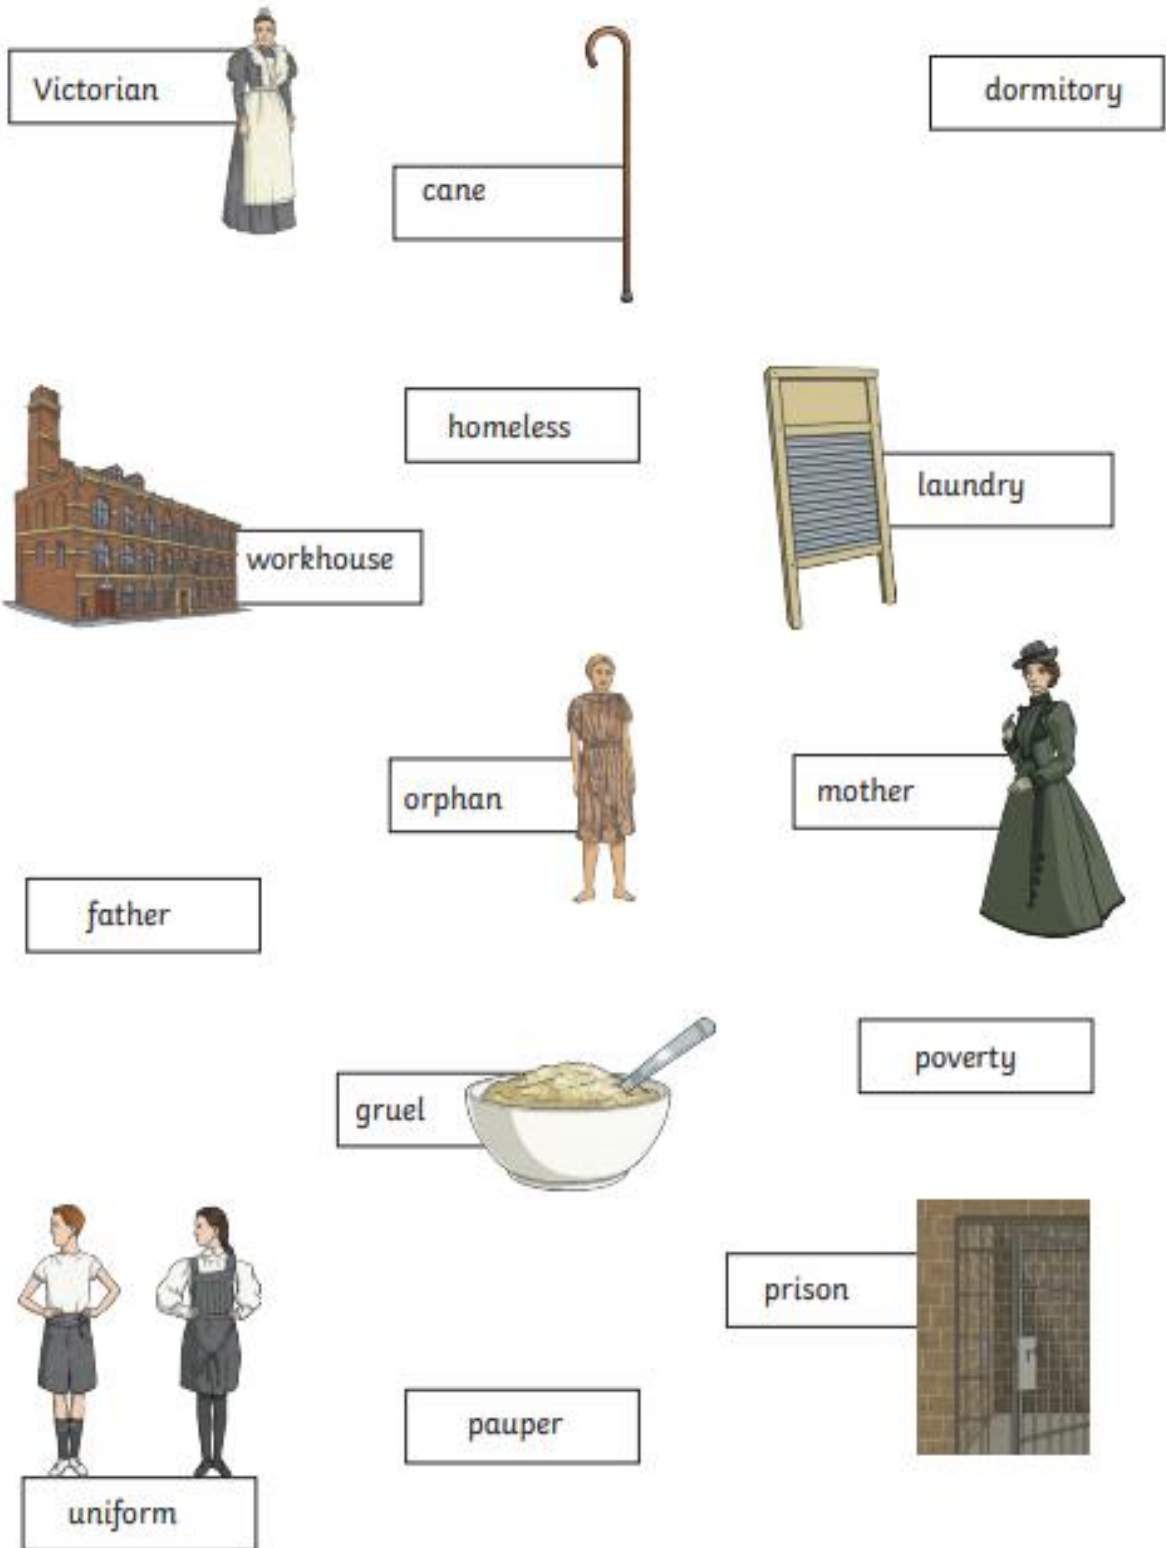 Victorian
cane
dormitory
homeless
laundry
workhouse
orphan
mother
father
gruel
poverty
prison
pauper
uniform